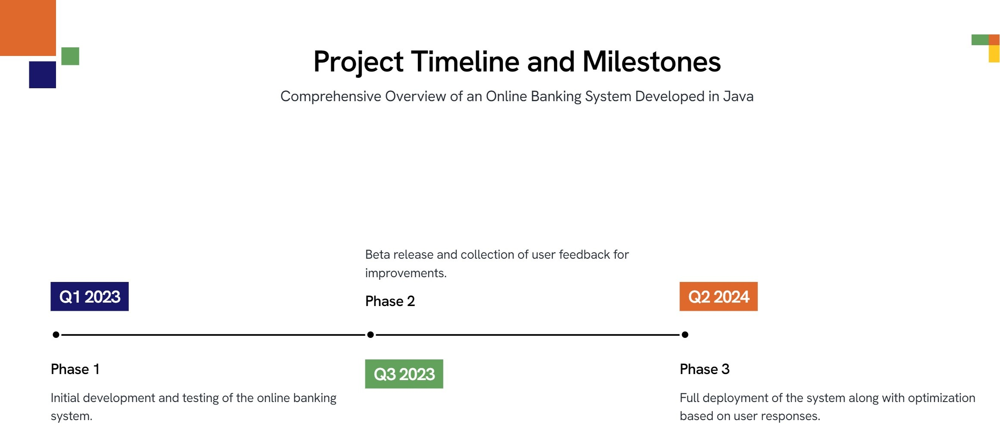 Project Timeline and Milestones
Comprehensive Overview of an Online Banking System Developed in Java
Q1 2023
Phase 1
Initial development and testing of the online banking
system.
Beta release and collection of user feedback for
improvements.
Phase 2
Q3 2023
Q2 2024
Phase 3
Full deployment of the system along with optimization
based on user responses.